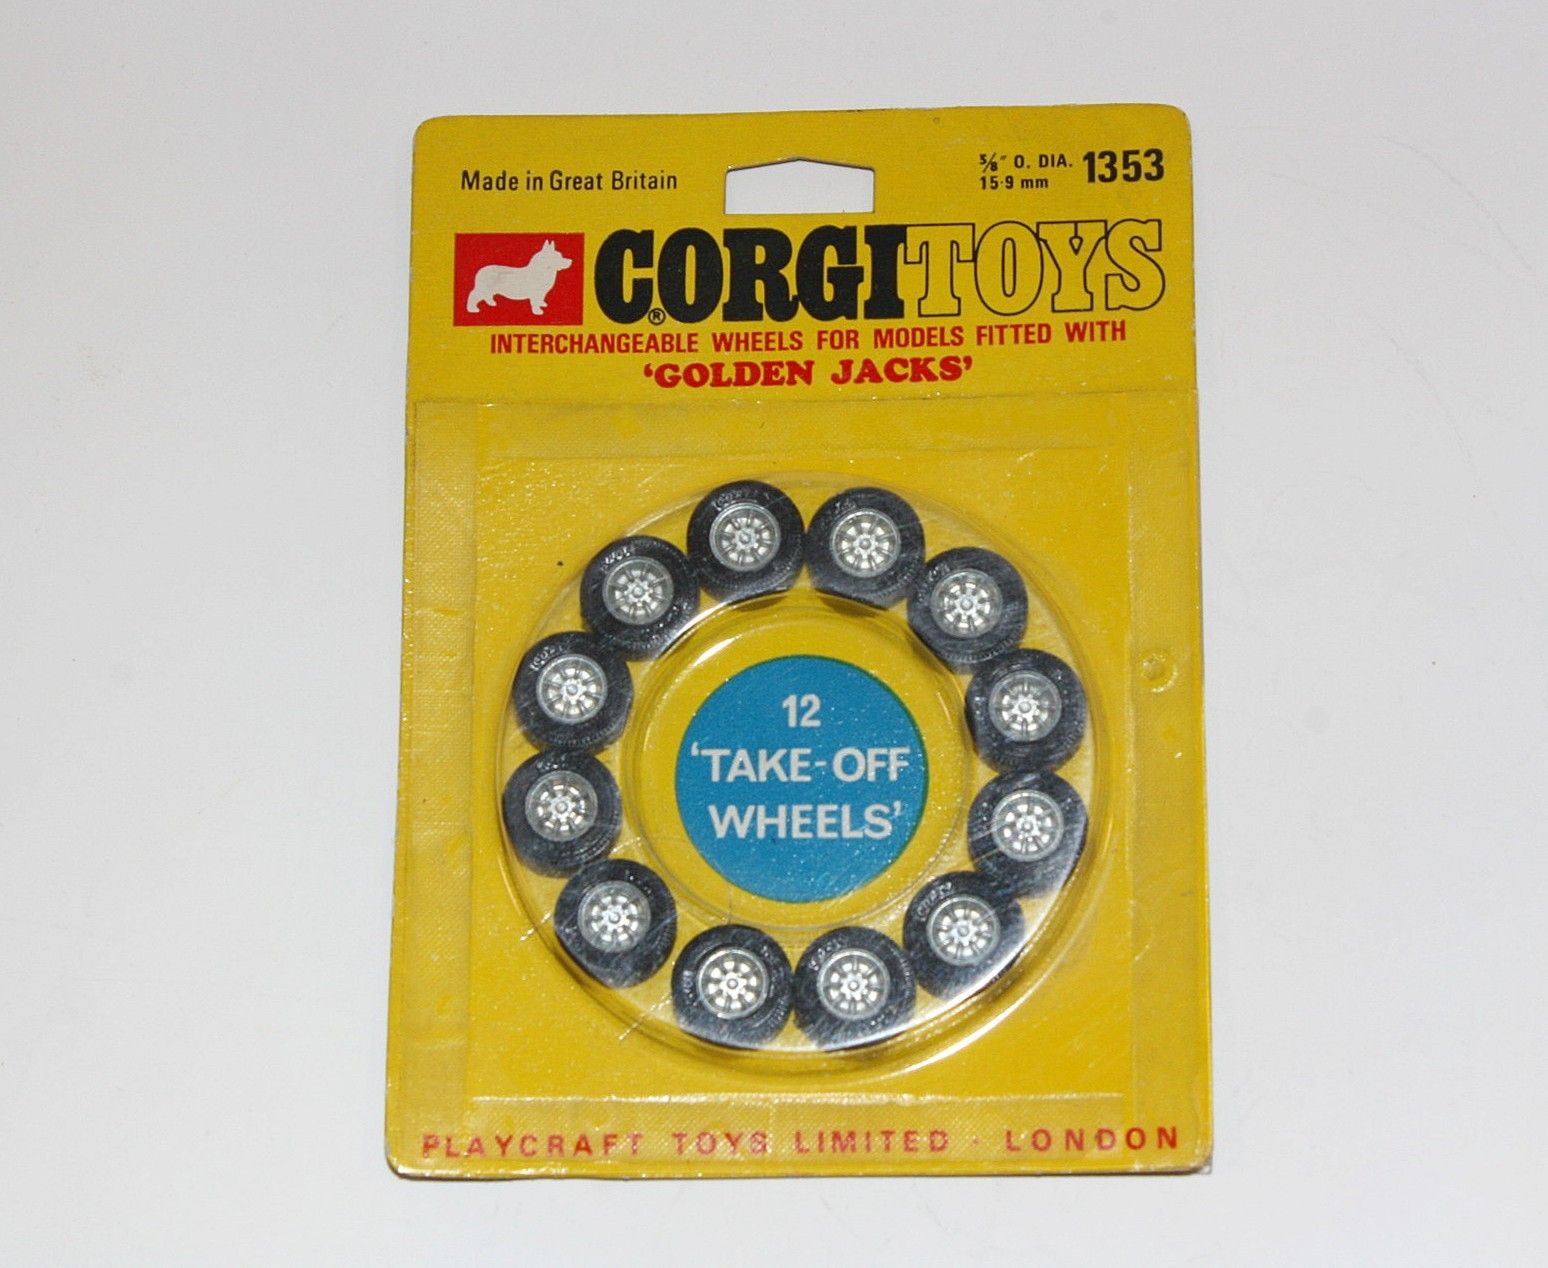 Made in Great Britain
5/8" O. DIA. 1353
15·9 mm
CORGI TOYS
®
INTERCHANGEABLE WHEELS FOR MODELS FITTED WITH
'GOLDEN JACKS'
12
'TAKE-OFF
WHEELS'
PLAYCRAFT TOYS LIMITED · LONDON